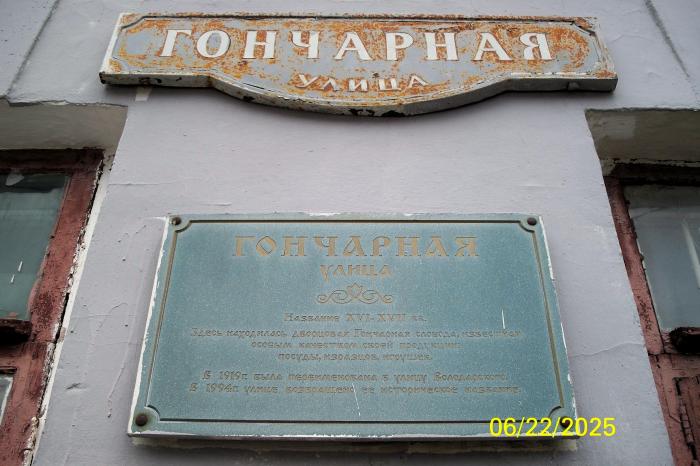 ГОНЧАРНАЯ
УЛИЦА
ГОНЧАРНАЯ
УЛИЦА
Название XVI-XVII вв.
Здесь находилась дворцовая Гончарная слобода, известная
особым качеством своей продукции:
посуды, изразцов, игрушек.
В 1919г. была переименована в улицу Володарского.
В 1994г. улице возвращено ее историческое название.
06/22/2025